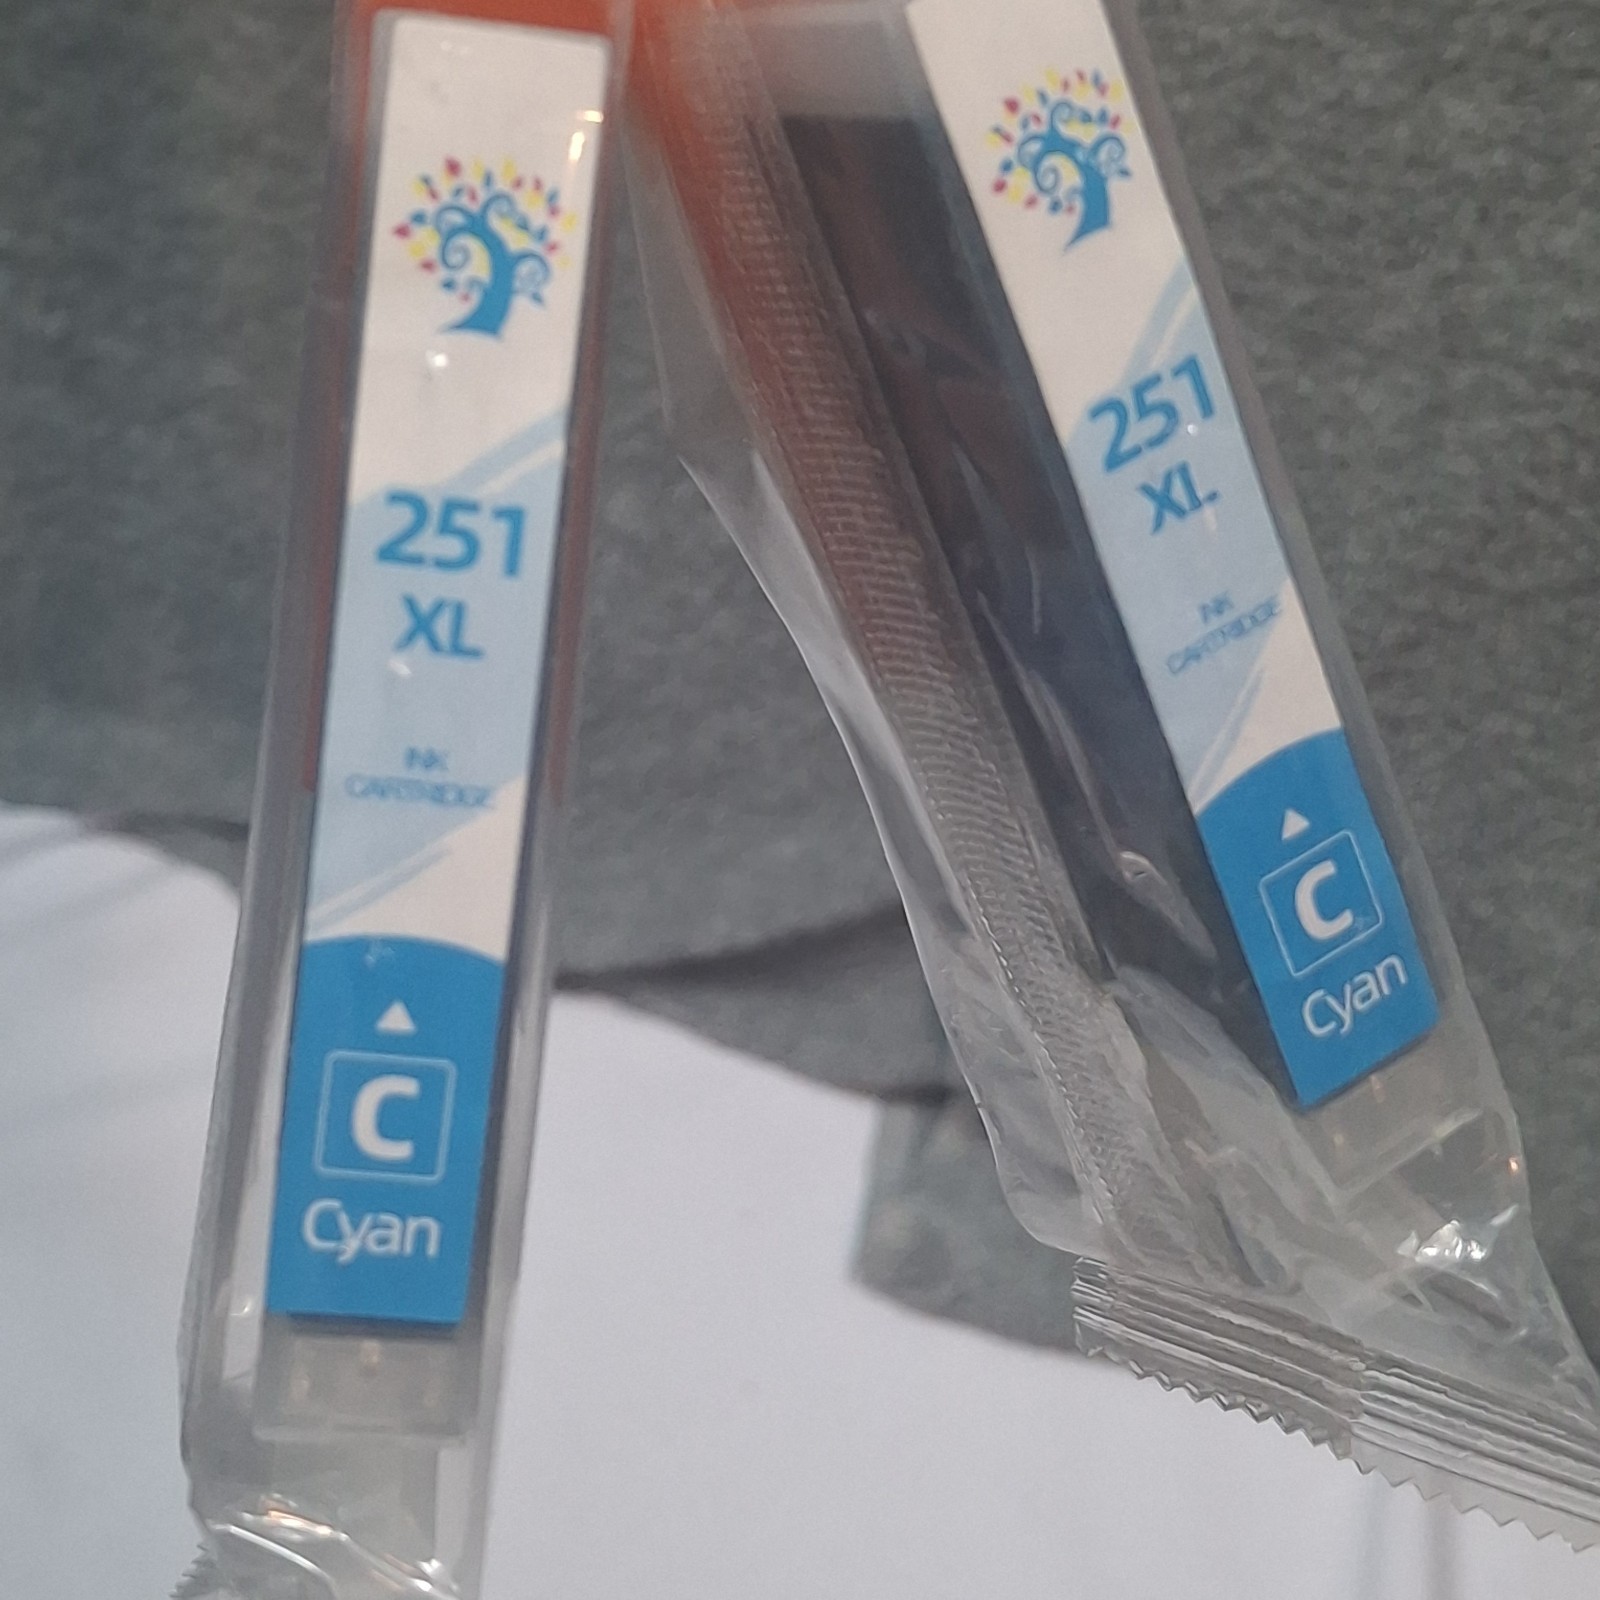 251
XL
INK
CARTRIDGE
C
Cyan
251
XL
INK
CARTRIDGE
C
Cyan